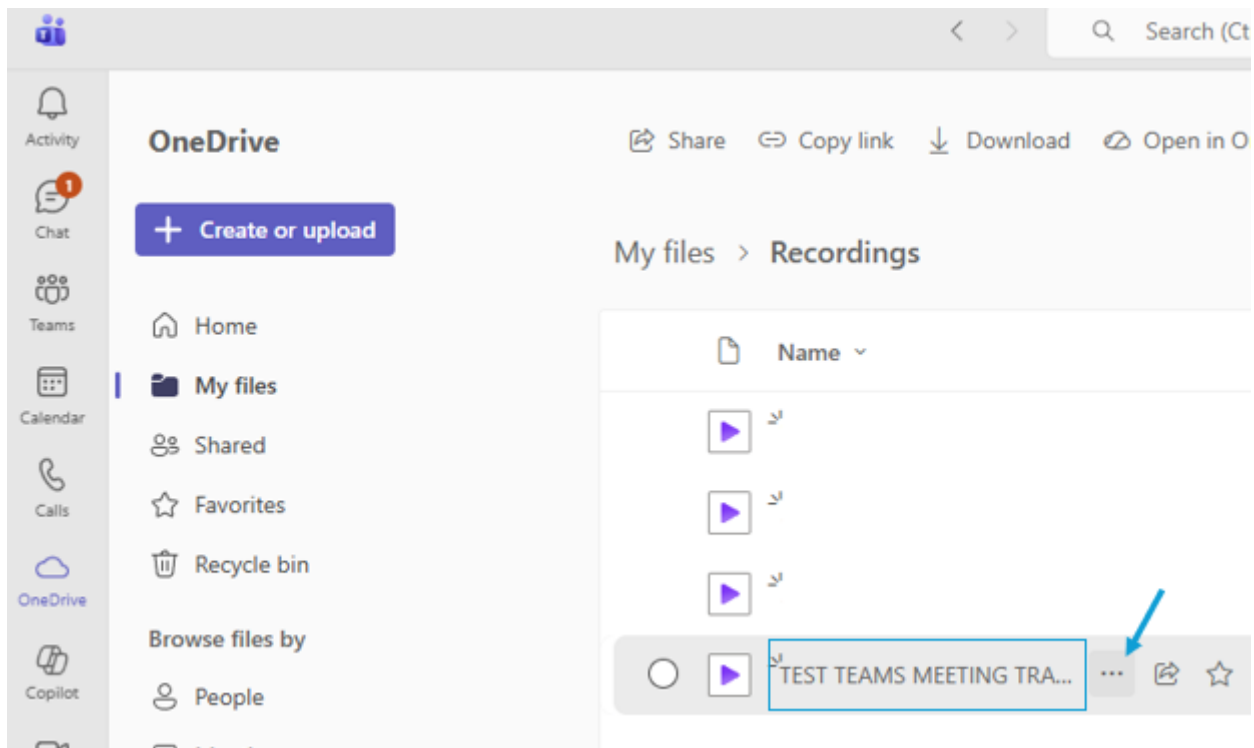 Search (Ct
Activity
OneDrive
Share
Copy link
Download
Open in O
1
Chat
Create or upload
My files > Recordings
Teams
Home
Name
My files
Calendar
Shared
Calls
Favorites
Recycle bin
OneDrive
Browse files by
TEST TEAMS MEETING TRA...
Copilot
People